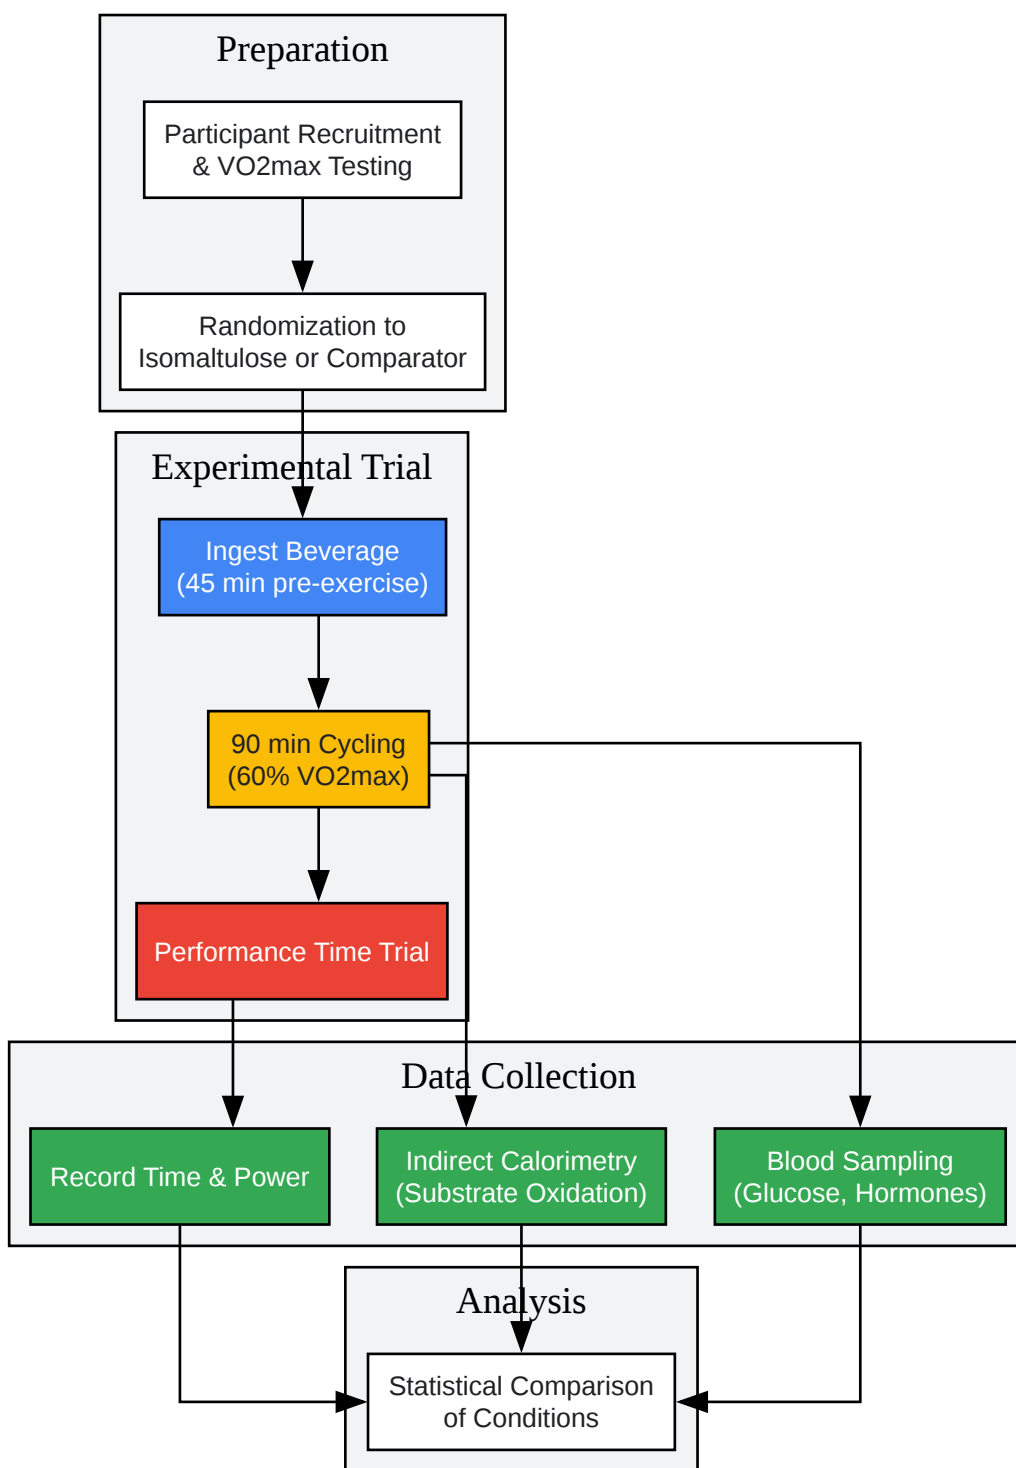 Preparation
Participant Recruitment
& VO2max Testing
Randomization to
Isomaltulose or Comparator
Experimental Trial
Ingest Beverage
(45 min pre-exercise)
90 min Cycling
(60% VO2max)
Performance Time Trial
Data Collection
Record Time & Power
Indirect Calorimetry
(Substrate Oxidation)
Blood Sampling
(Glucose, Hormones)
Analysis
Statistical Comparison
of Conditions